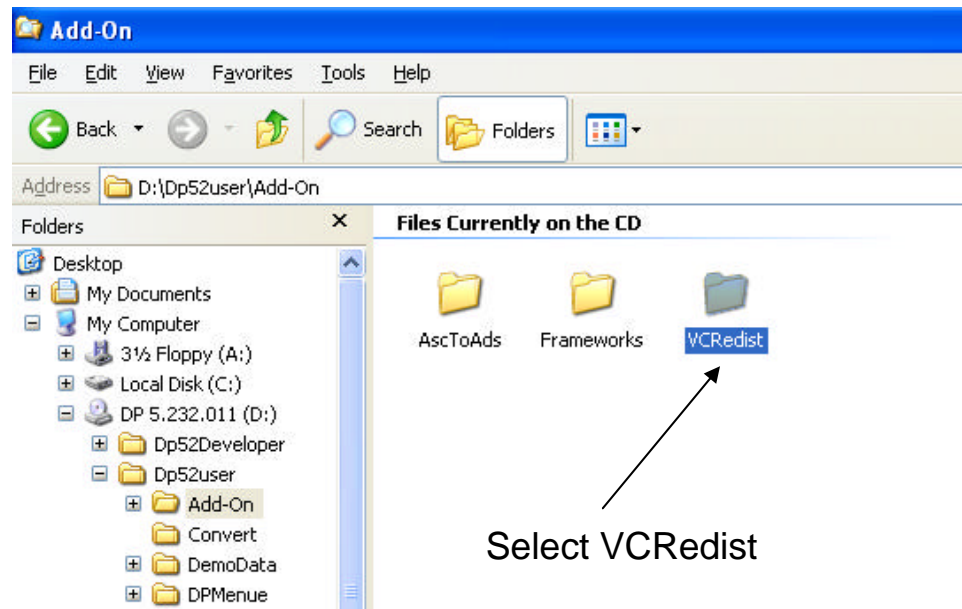 Add-On
File Edit View Favorites Tools Help
Back Search Folders
Address D:\Dp52user\Add-On
Folders × Files Currently on the CD
Desktop
My Documents
My Computer
3½ Floppy (A:)
Local Disk (C:)
DP 5.232.011 (D:)
Dp52Developer
Dp52user
Add-On
Convert
DemoData
DPMenue
AscToAds Frameworks VCRedist
Select VCRedist